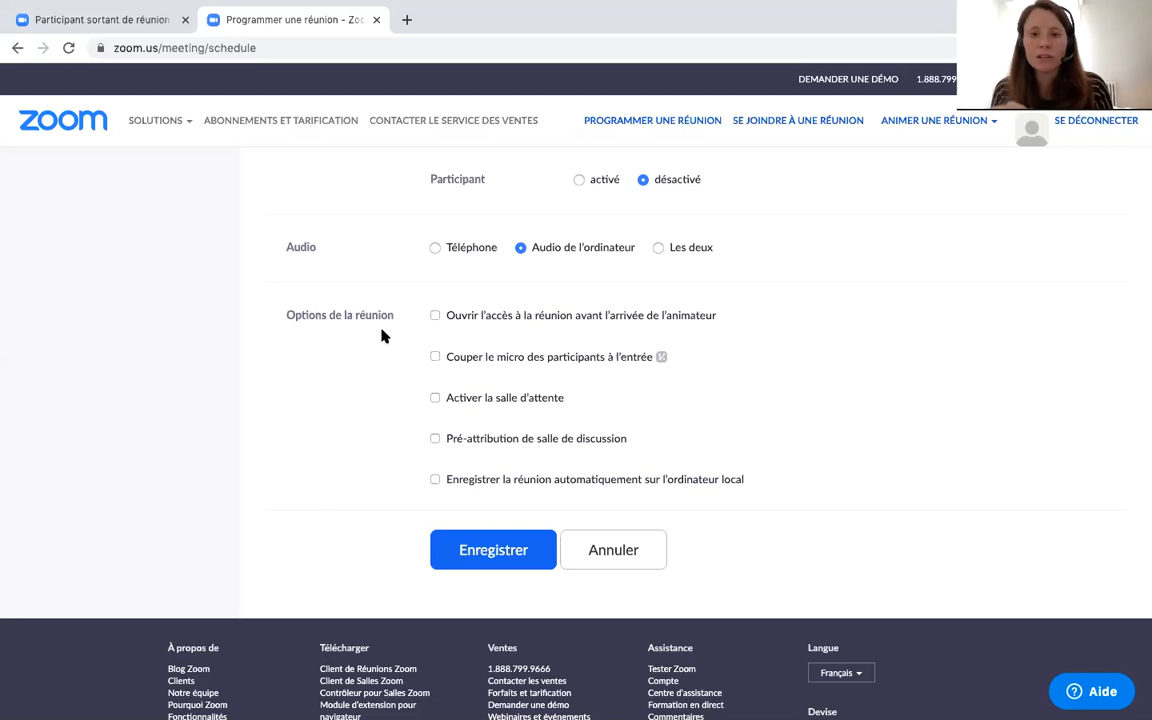 Participant sortant de réunion
Programmer une réunion - Zoo
zoom.us/meeting/schedule
DEMANDER UNE DÉMO 1.888.799
zoom SOLUTIONS ABONNEMENTS ET TARIFICATION CONTACTER LE SERVICE DES VENTES PROGRAMMER UNE RÉUNION SE JOINDRE À UNE RÉUNION ANIMER UNE RÉUNION SE DÉCONNECTER
Participant activé désactivé
Audio Téléphone Audio de l'ordinateur Les deux
Options de la réunion Ouvrir l'accès à la réunion avant l'arrivée de l'animateur
Couper le micro des participants à l'entrée
Activer la salle d'attente
Pré-attribution de salle de discussion
Enregistrer la réunion automatiquement sur l'ordinateur local
Enregistrer Annuler
À propos de
Blog Zoom
Clients
Notre équipe
Pourquoi Zoom
Fonctionnalités
Télécharger
Client de Réunions Zoom
Client de Salles Zoom
Contrôleur pour Salles Zoom
Module d'extension pour
navigateur
Ventes
1.888.799.9666
Contacter les ventes
Forfaits et tarification
Demander une démo
Webinaires et événements
Assistance
Tester Zoom
Compte
Centre d'assistance
Formation en direct
Commentaires
Langue
Français
Devise
Aide